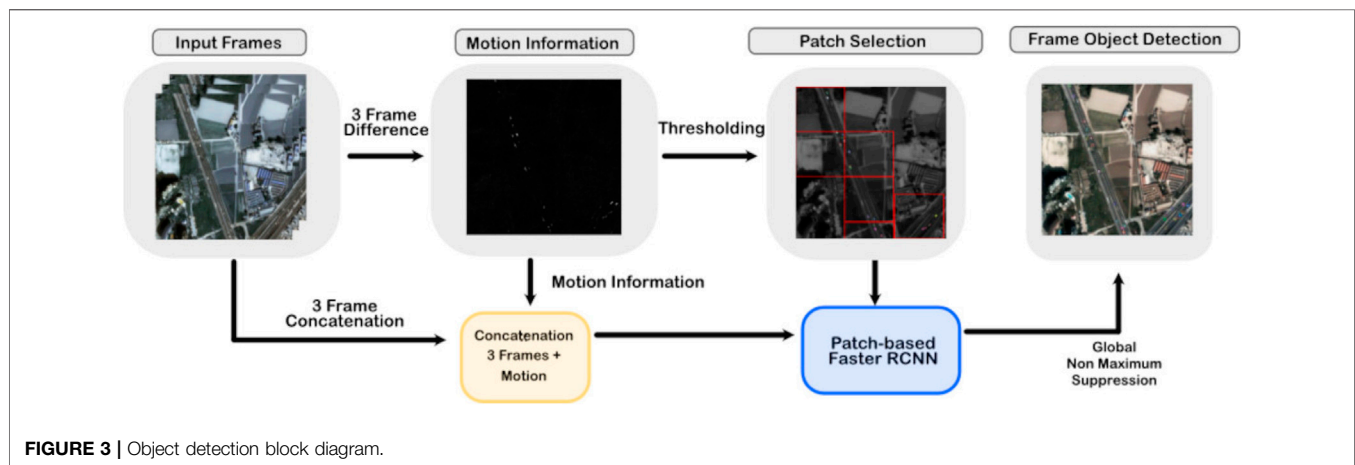 Input Frames
Motion Information
Patch Selection
Frame Object Detection
3 Frame
Difference
Thresholding
Motion Information
3 Frame
Concatenation
Concatenation
3 Frames +
Motion
Patch-based
Faster RCNN
Global
Non Maximum
Suppression
FIGURE 3 | Object detection block diagram.